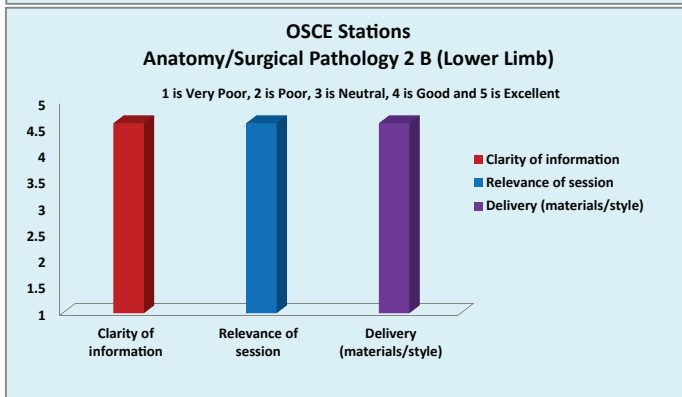 OSCE Stations
Anatomy/Surgical Pathology 2 B (Lower Limb)
1 is Very Poor, 2 is Poor, 3 is Neutral, 4 is Good and 5 is Excellent
5
4.5
4
3.5
3
2.5
2
1.5
1
Clarity of
information
Relevance of
session
Delivery
(materials/style)
Clarity of information
Relevance of session
Delivery (materials/style)